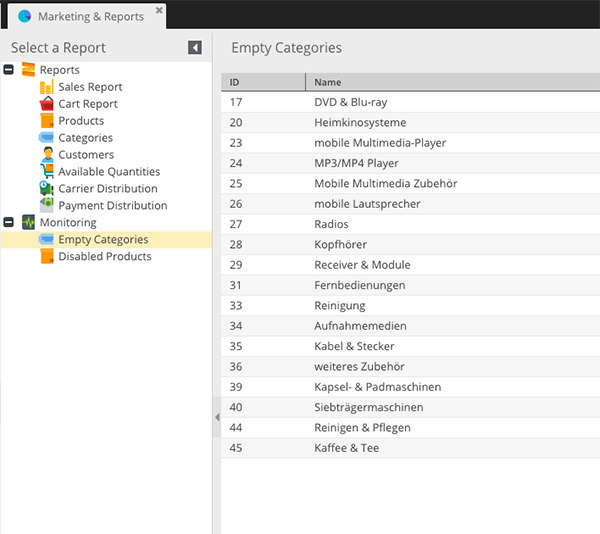 Marketing & Reports
Select a Report
Reports
Sales Report
Cart Report
Products
Categories
Customers
Available Quantities
Carrier Distribution
Payment Distribution
Monitoring
Empty Categories
Disabled Products
Empty Categories
ID Name
17 DVD & Blu-ray
20 Heimkinosysteme
23 mobile Multimedia-Player
24 MP3/MP4 Player
25 Mobile Multimedia Zubehör
26 mobile Lautsprecher
27 Radios
28 Kopfhörer
29 Receiver & Module
31 Fernbedienungen
33 Reinigung
34 Aufnahmemedien
35 Kabel & Stecker
36 weiteres Zubehör
39 Kapsel- & Padmaschinen
40 Siebträgermaschinen
44 Reinigen & Pflegen
45 Kaffee & Tee